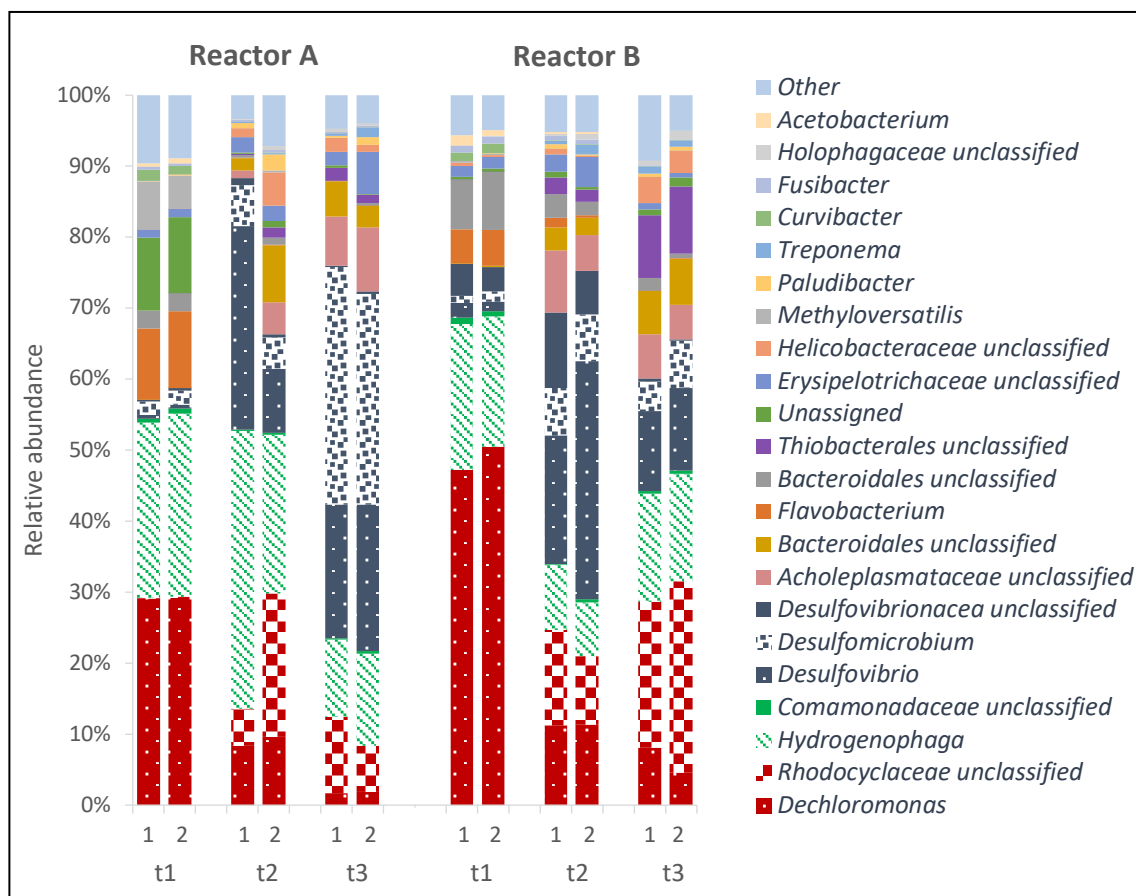 Reactor A
Reactor B
Relative abundance
100%
90%
80%
70%
60%
50%
40%
30%
20%
10%
0%
1 2 1 2 1 2 1 2 1 2 1 2
t1 t2 t3 t1 t2 t3
Other
Acetobacterium
Holophagaceae unclassified
Fusibacter
Curvibacter
Treponema
Paludibacter
Methyloversatilis
Helicobacteraceae unclassified
Erysipelotrichaceae unclassified
Unassigned
Thiobacterales unclassified
Bacteroidales unclassified
Flavobacterium
Bacteroidales unclassified
Acholeplasmataceae unclassified
Desulfovibrionacea unclassified
Desulfomicrobium
Desulfovibrio
Comamonadaceae unclassified
Hydrogenophaga
Rhodocyclaceae unclassified
Dechloromonas